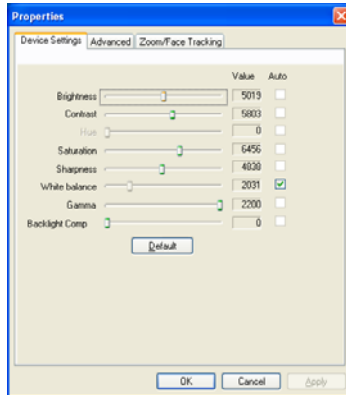 Properties
Device Settings Advanced Zoom/Face Tracking
Value Auto
Brightness 5019
Contrast 5803
Hue 0
Saturation 6456
Sharpness 4838
White balance 2031
Gamma 2200
Backlight Comp 0
Default
OK Cancel Apply